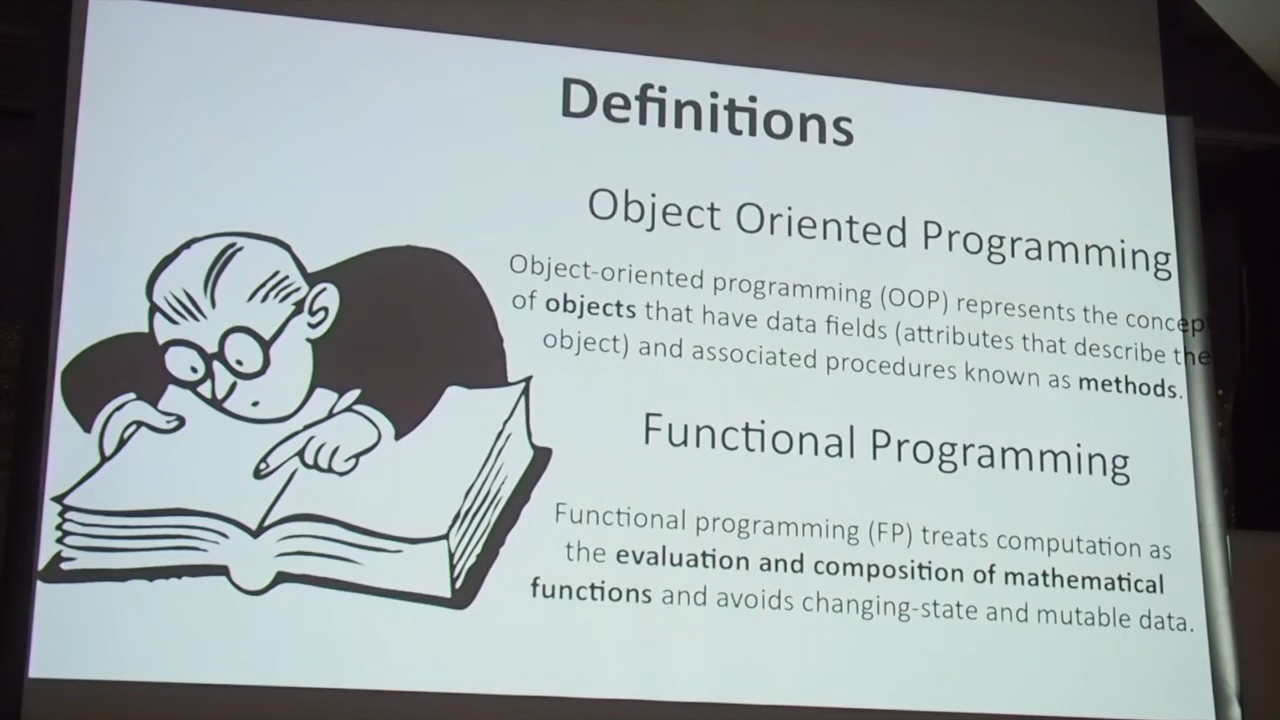 Definitions
Object Oriented Programming
Object-oriented programming (OOP) represents the concep
of objects that have data fields (attributes that describe the
object) and associated procedures known as methods.
Functional Programming
Functional programming (FP) treats computation as
the evaluation and composition of mathematical
functions and avoids changing-state and mutable data.